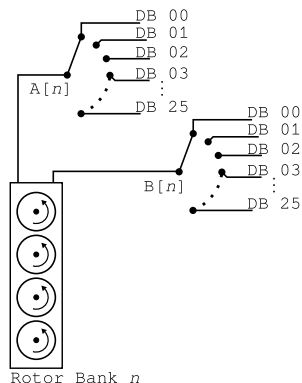 DB 00
DB 01
DB 02
DB 03
DB 25
A[n]
DB 00
DB 01
DB 02
DB 03
DB 25
B[n]
Rotor Bank n